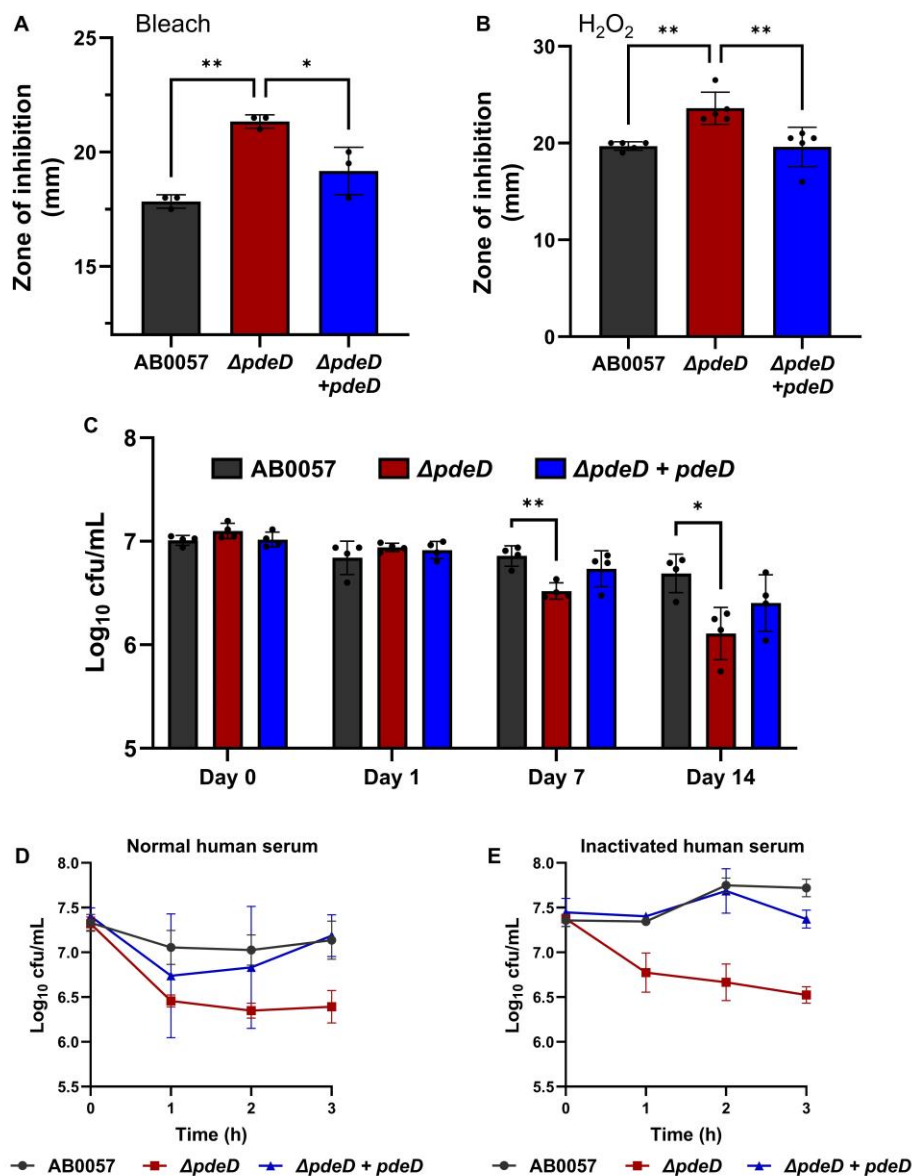 A
Bleach
**
*
Zone of inhibition
(mm)
25
20
15
AB0057
ΔpdeD
ΔpdeD
+pdeD
B
H₂O₂
**
**
Zone of inhibition
(mm)
30
20
10
0
AB0057
ΔpdeD
ΔpdeD
+pdeD
C
AB0057
ΔpdeD
ΔpdeD + pdeD
**
*
Log₁₀ cfu/mL
8
7
6
5
Day 0
Day 1
Day 7
Day 14
D
Normal human serum
Log₁₀ cfu/mL
8.0
7.5
7.0
6.5
6.0
5.5
0
1
2
3
Time (h)
AB0057
ΔpdeD
ΔpdeD + pdeD
E
Inactivated human serum
Log₁₀ cfu/mL
8.0
7.5
7.0
6.5
6.0
5.5
0
1
2
3
Time (h)
AB0057
ΔpdeD
ΔpdeD + pdeD